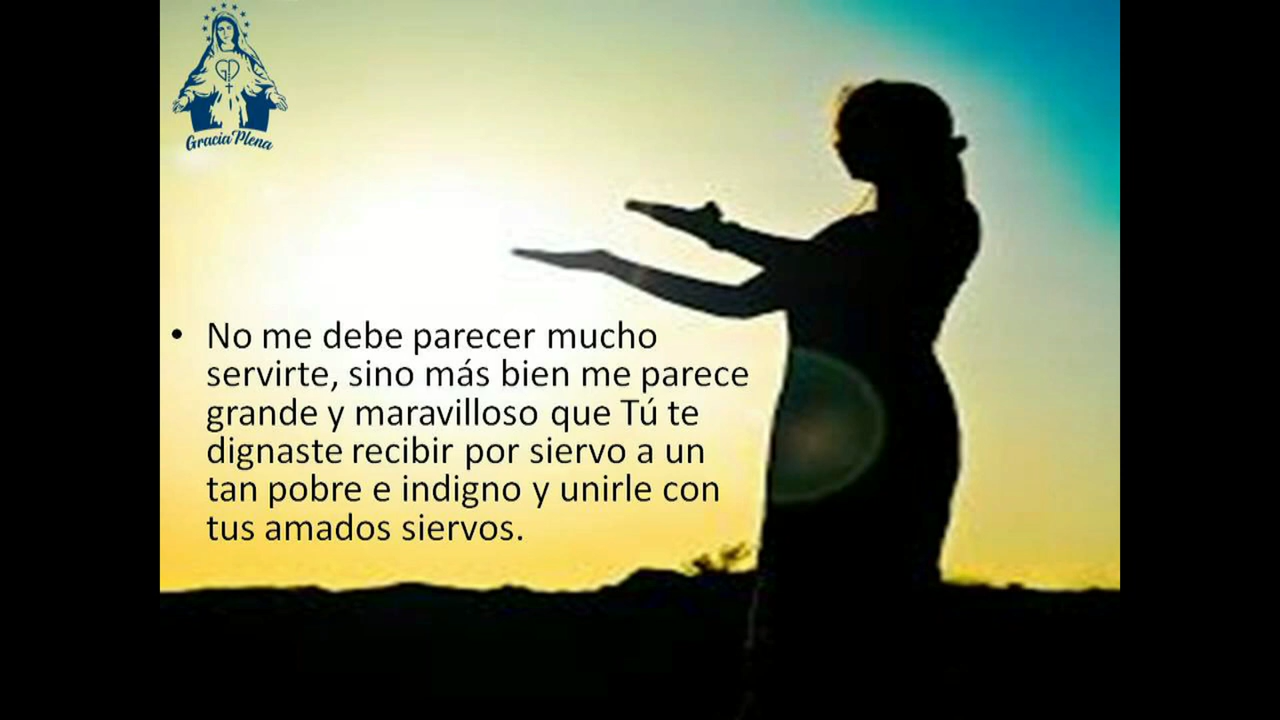 Gracia Plena
• No me debe parecer mucho
servirte, sino más bien me parece
grande y maravilloso que Tú te
dignaste recibir por siervo a un
tan pobre e indigno y unirle con
tus amados siervos.